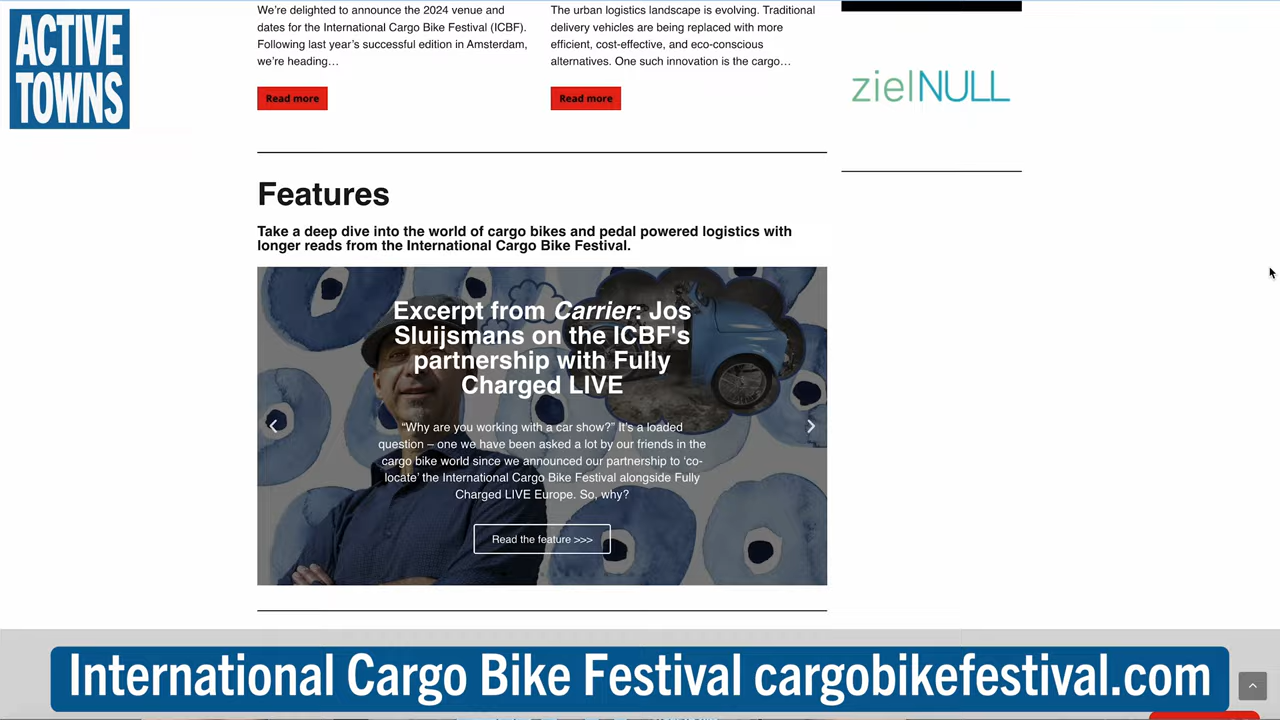 ACTIVE
TOWNS
We're delighted to announce the 2024 venue and
dates for the International Cargo Bike Festival (ICBF).
Following last year's successful edition in Amsterdam,
we're heading…
Read more
The urban logistics landscape is evolving. Traditional
delivery vehicles are being replaced with more
efficient, cost-effective, and eco-conscious
alternatives. One such innovation is the cargo…
Read more
zielNULL
Features
Take a deep dive into the world of cargo bikes and pedal powered logistics with
longer reads from the International Cargo Bike Festival.
Excerpt from Carrier: Jos
Sluijsmans on the ICBF's
partnership with Fully
Charged LIVE
“Why are you working with a car show?” It’s a loaded
question – one we have been asked a lot by our friends in the
cargo bike world since we announced our partnership to ‘co-
locate’ the International Cargo Bike Festival alongside Fully
Charged LIVE Europe. So, why?
Read the feature >>>
International Cargo Bike Festival cargobikefestival.com